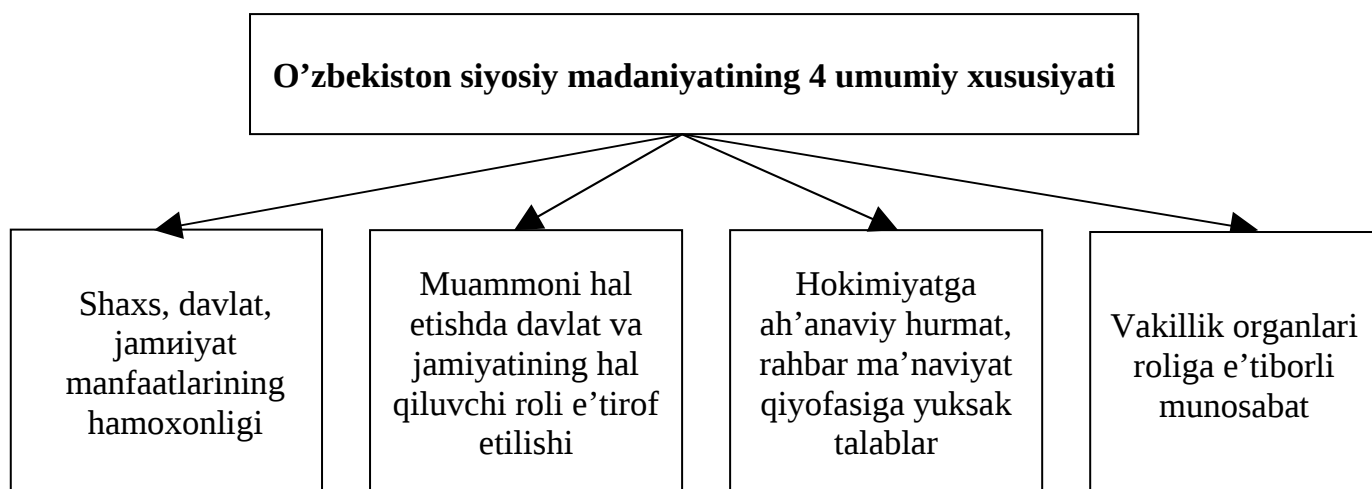 O’zbekiston siyosiy madaniyatining 4 umumiy xususiyati
Shaxs, davlat,
jamиiyat
manfaatlarining
hamoxonligi
Muammoni hal
etishda davlat va
jamiyatining hal
qiluvchi roli e’tirof
etilishi
Hokimiyatga
ah’anaviy hurmat,
rahbar ma’naviyat
qiyofasiga yuksak
talablar
Vakillik organlari
roliga e’tiborli
munosabat